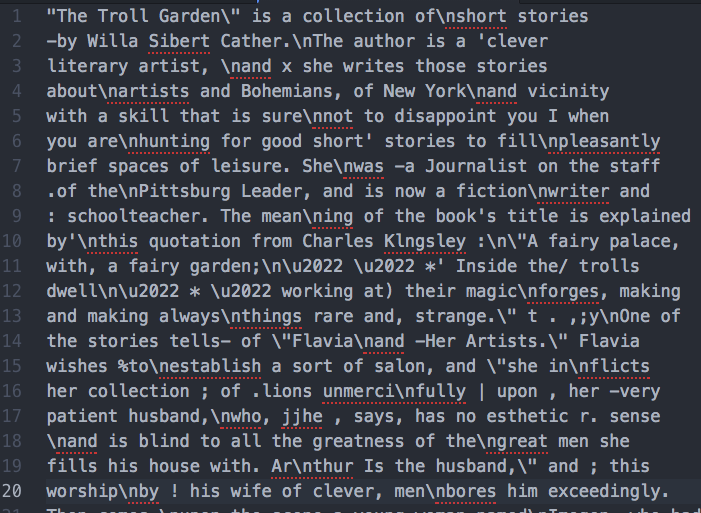 1 "The Troll Garden\" is a collection of\nshort stories
2 —by Willa Sibert Cather.\nThe author is a 'clever
3 literary artist, \nand x she writes those stories
4 about\nartists and Bohemians, of New York\nand vicinity
5 with a skill that is sure\nnot to disappoint you I when
6 you are\nhunting for good short' stories to fill\npleasantly
7 brief spaces of leisure. She\nwas —a Journalist on the staff
8 .of the\nPittsburg Leader, and is now a fiction\nwriter and
9 : schoolteacher. The mean\ning of the book's title is explained
10 by'\nthis quotation from Charles Klngsley :\n\"A fairy palace,
11 with, a fairy garden;\n\u2022 \u2022 *' Inside the/ trolls
12 dwell\n\u2022 * \u2022 working at) their magic\nforges, making
13 and making always\nthings rare and, strange.\" t . ,;y\nOne of
14 the stories tells- of \"Flavia\nand —Her Artists.\" Flavia
15 wishes %to\nestablish a sort of salon, and \"she in\nflicts
16 her collection ; of .lions unmerci\nfully | upon , her —very
17 patient husband,\nwho, jjhe , says, has no esthetic r. sense
18 \nand is blind to all the greatness of the\ngreat men she
19 fills his house with. Ar\nthur Is the husband,\" and ; this
20 worship\nby ! his wife of clever, men\nbores him exceedingly.